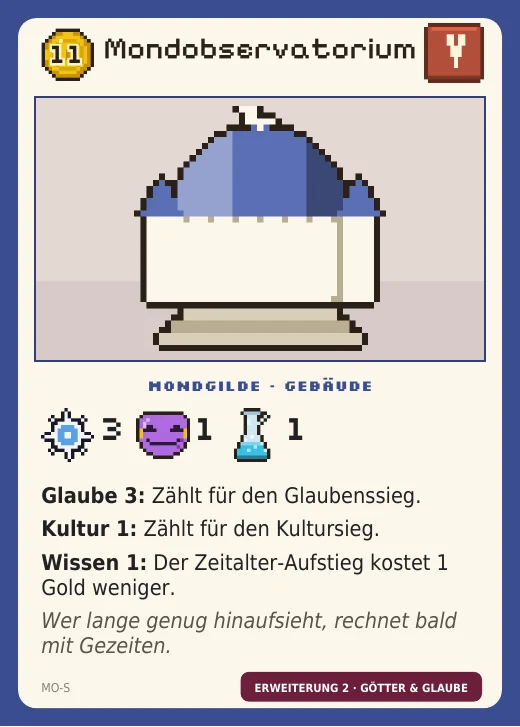 11 Mondobservatorium
MONDGILDE - GEBÄUDE
3 1 1
Glaube 3: Zählt für den Glaubenssieg.
Kultur 1: Zählt für den Kultursieg.
Wissen 1: Der Zeitalter-Aufstieg kostet 1
Gold weniger.
Wer lange genug hinaufsieht, rechnet bald
mit Gezeiten.
MO-S
ERWEITERUNG 2 · GÖTTER & GLAUBE